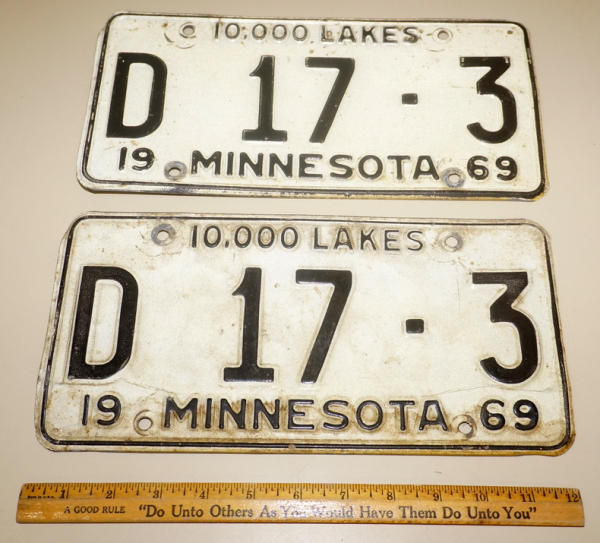 10,000 LAKES
D 17-3
19 MINNESOTA 69
10,000 LAKES
D 17-3
19 MINNESOTA 69
1 2 3 4 5 6 7 8 9 10 11 12
A GOOD RULE "Do Unto Others As You Would Have Them Do Unto You"